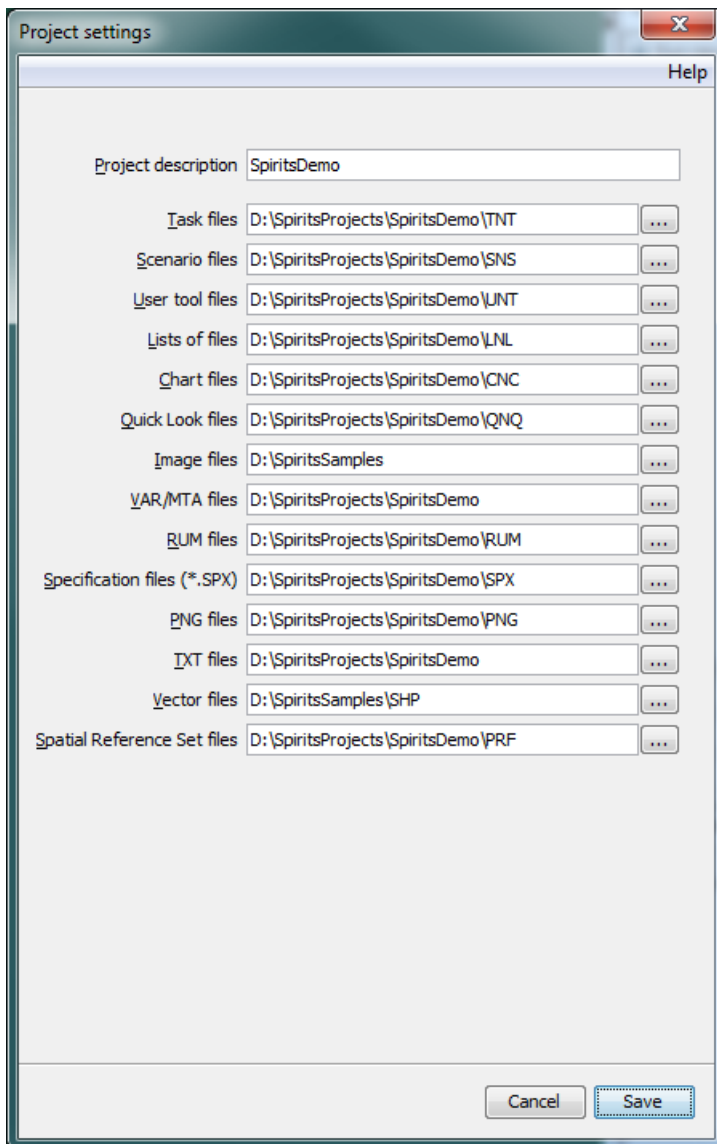 Project settings
Help
Project description SpiritsDemo
Task files D:\SpiritsProjects\SpiritsDemo\TNT ...
Scenario files D:\SpiritsProjects\SpiritsDemo\SNS ...
User tool files D:\SpiritsProjects\SpiritsDemo\UNT ...
Lists of files D:\SpiritsProjects\SpiritsDemo\LNL ...
Chart files D:\SpiritsProjects\SpiritsDemo\CNC ...
Quick Look files D:\SpiritsProjects\SpiritsDemo\QNQ ...
Image files D:\SpiritsSamples ...
VAR/MTA files D:\SpiritsProjects\SpiritsDemo ...
RUM files D:\SpiritsProjects\SpiritsDemo\RUM ...
Specification files (*.SPX) D:\SpiritsProjects\SpiritsDemo\SPX ...
PNG files D:\SpiritsProjects\SpiritsDemo\PNG ...
TXT files D:\SpiritsProjects\SpiritsDemo ...
Vector files D:\SpiritsSamples\SHP ...
Spatial Reference Set files D:\SpiritsProjects\SpiritsDemo\PRF ...
Cancel Save